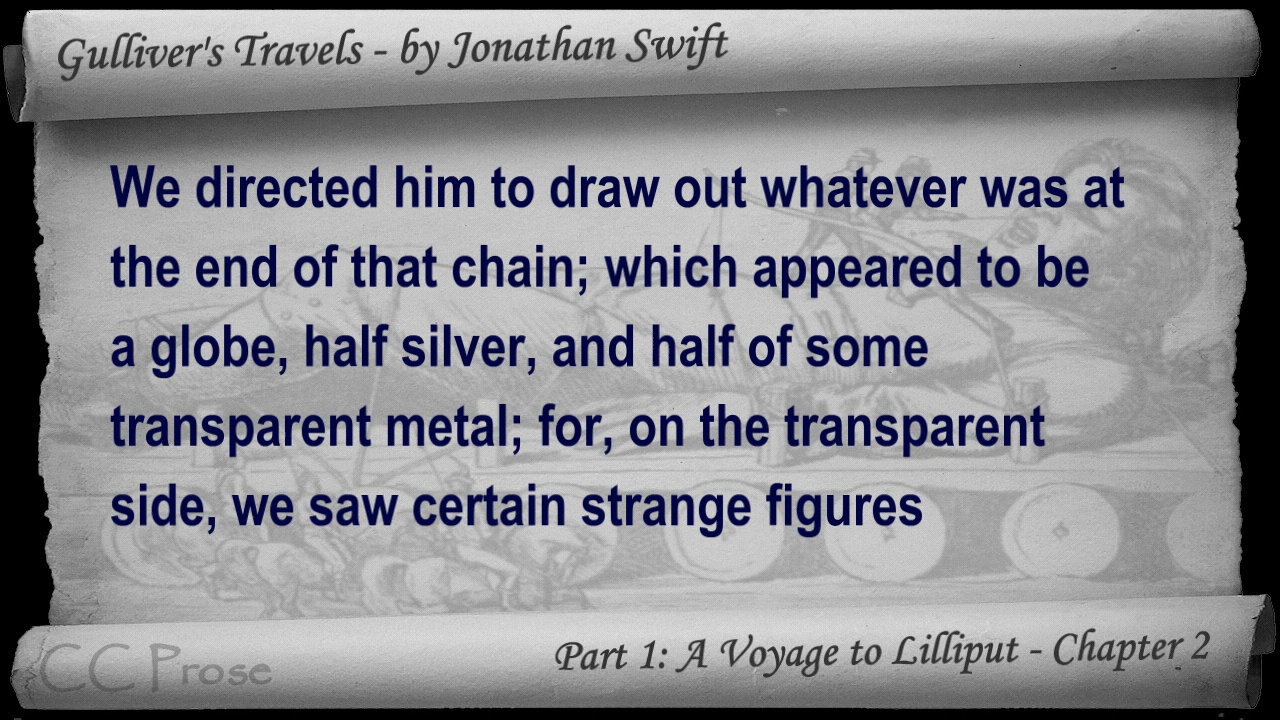 Gulliver's Travels - by Jonathan Swift
We directed him to draw out whatever was at
the end of that chain; which appeared to be
a globe, half silver, and half of some
transparent metal; for, on the transparent
side, we saw certain strange figures
CC Prose
Part 1: A Voyage to Lilliput - Chapter 2